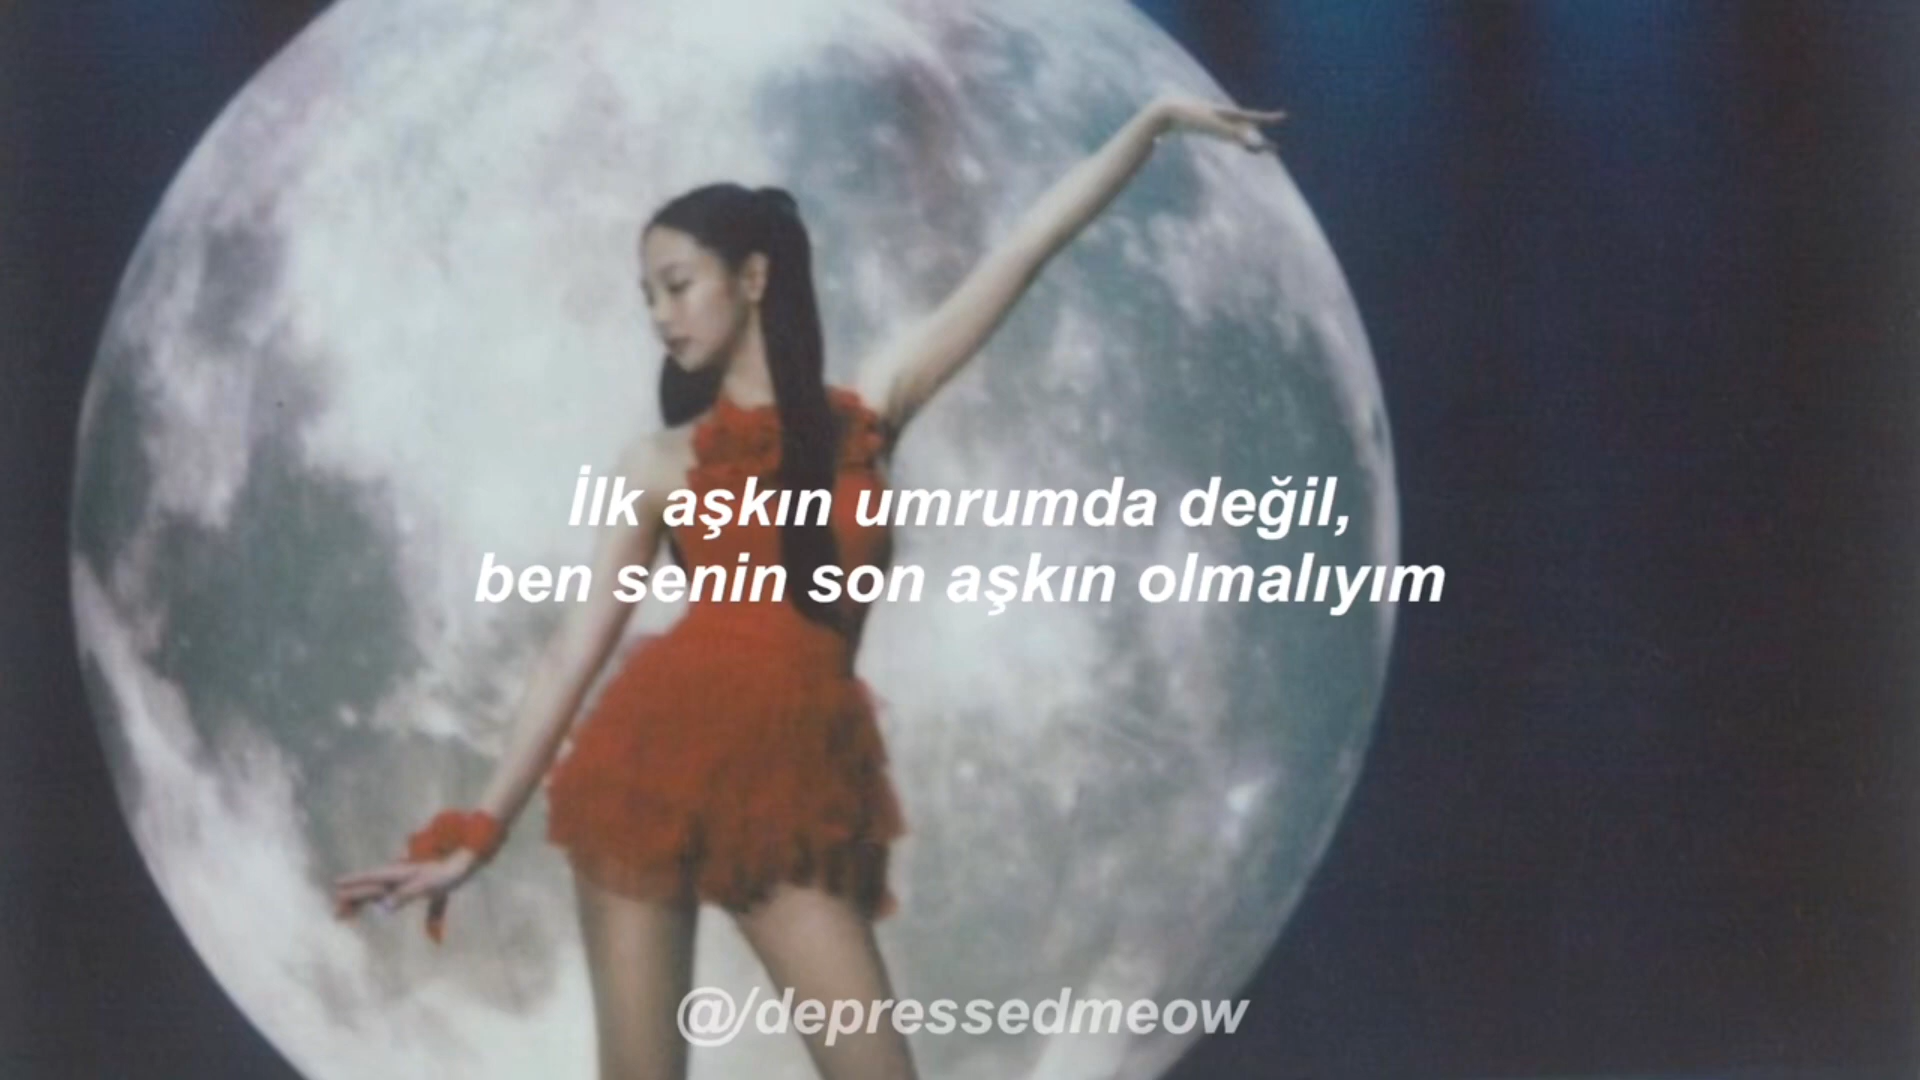 İlk aşkın umrumda değil,
ben senin son aşkın olmalıyım
@/depressedmeow